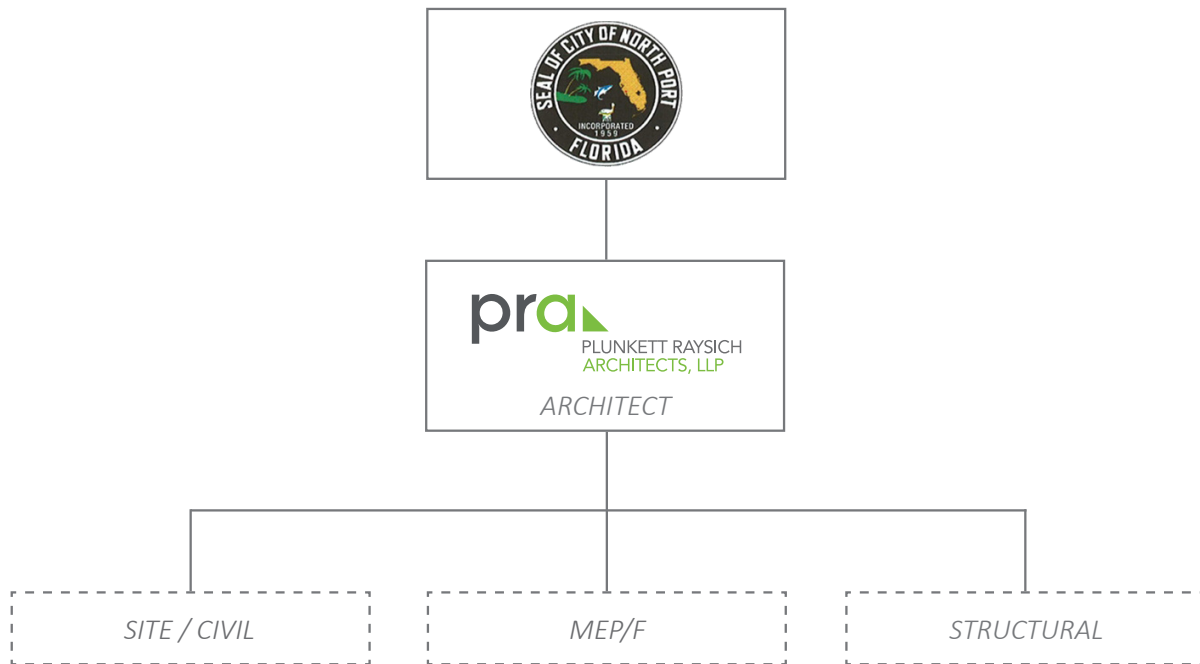 SEAL OF CITY OF NORTH PORT
INCORPORATED
1959
FLORIDA
pra
PLUNKETT RAYSICH
ARCHITECTS, LLP
ARCHITECT
SITE / CIVIL
MEP/F
STRUCTURAL